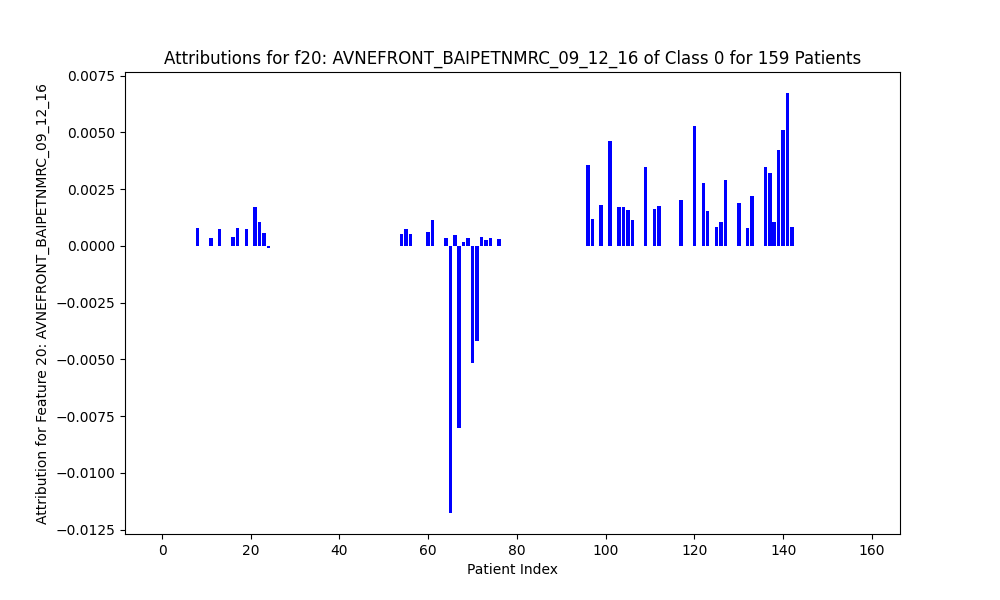 Attributions for f20: AVNEFRONT_BAIPETNMRC_09_12_16 of Class 0 for 159 Patients
Attribution for Feature 20: AVNEFRONT_BAIPETNMRC_09_12_16
0.0075
0.0050
0.0025
0.0000
−0.0025
−0.0050
−0.0075
−0.0100
−0.0125
0 20 40 60 80 100 120 140 160
Patient Index